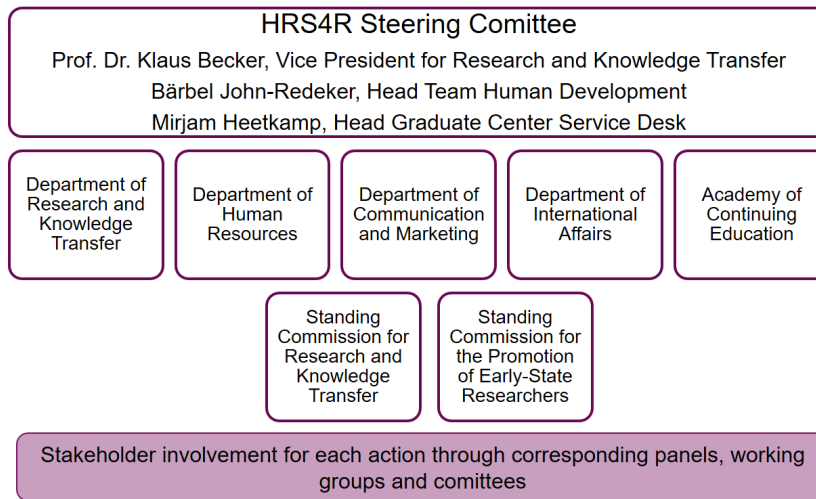 HRS4R Steering Comittee
Prof. Dr. Klaus Becker, Vice President for Research and Knowledge Transfer
Bärbel John-Redeker, Head Team Human Development
Mirjam Heetkamp, Head Graduate Center Service Desk
Department of
Research and
Knowledge
Transfer
Department of
Human
Resources
Department of
Communication
and Marketing
Department of
International
Affairs
Academy of
Continuing
Education
Standing
Commission for
Research and
Knowledge
Transfer
Standing
Commission for
the Promotion
of Early-State
Researchers
Stakeholder involvement for each action through corresponding panels, working
groups and comittees